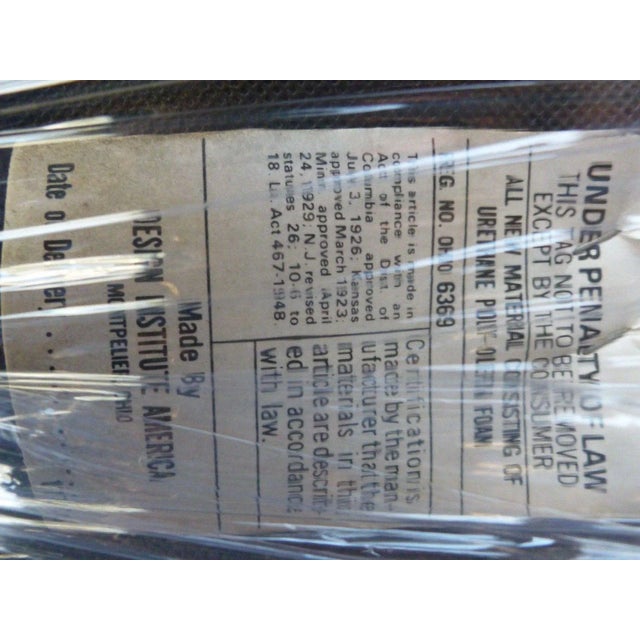 UNDER PENALTY OF LAW
THIS TAG NOT TO BE REMOVED
EXCEPT BY THE CONSUMER
ALL NEW MATERIAL CONSISTING OF
URETHANE POLY- FOAM
REG. NO. OHIO 6369
This article is made in
compliance with an
Act of the Dist. of
Columbia approved
July 3, 1926; Kansas
approved March 1923;
Minn. approved April
24, 1929; N.J. revised
statutes 26: 10-6 to
18 La. Act 467-1948.
Certification is
made by the man-
ufacturer that the
materials in this
article are describ-
ed in accordance
with law.
Made By
DESIGN INSTITUTE AMERICA
MONTPELIER, OHIO
Date of Delivery